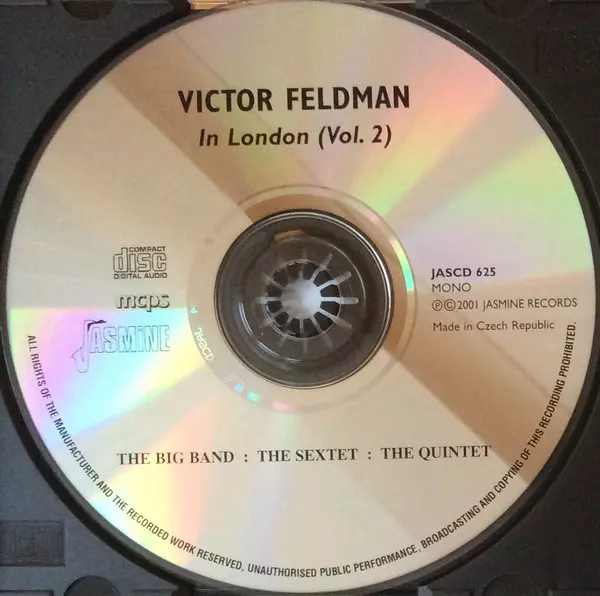 VICTOR FELDMAN
In London (Vol. 2)
COMPACT
disc
DIGITAL AUDIO
mcps
JASMINE
JASCD 625
MONO
℗©2001 JASMINE RECORDS
Made in Czech Republic
THE BIG BAND : THE SEXTET : THE QUINTET
ALL RIGHTS OF THE MANUFACTURER AND THE RECORDED WORK RESERVED, UNAUTHORISED PUBLIC PERFORMANCE, BROADCASTING AND COPYING OF THIS RECORDING PROHIBITED.